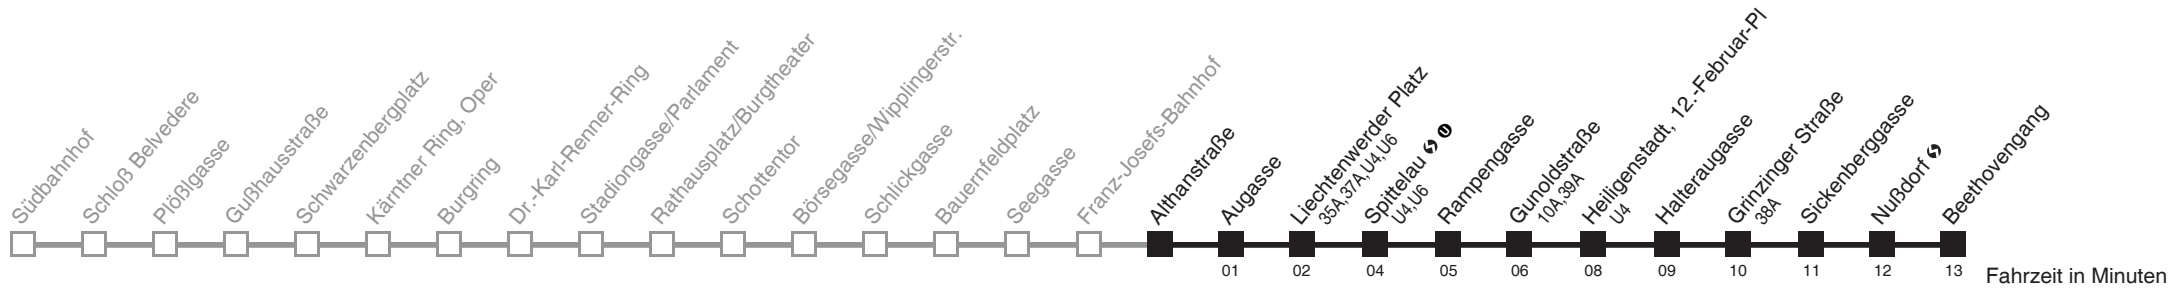 Südbahnhof
Schloß Belvedere
Plößlgasse
Gußhausstraße
Schwarzenbergplatz
Kärntner Ring, Oper
Burgring
Dr.-Karl-Renner-Ring
Stadiongasse/Parlament
Rathausplatz/Burgtheater
Schottentor
Börsegasse/Wipplingerstr.
Schlickgasse
Bauernfeldplatz
Seegasse
Franz-Josefs-Bahnhof
Althanstraße
Augasse
Liechtenwerder Platz
35A,37A,U4,U6
Spittelau S U
U4,U6
Rampengasse
Gunoldstraße
10A,39A
Heiligenstadt, 12.-Februar-Pl
U4
Halteraugasse
Grinzinger Straße
38A
Sickenberggasse
Nußdorf S
Beethovengang
01 02 04 05 06 08 09 10 11 12 13 Fahrzeit in Minuten